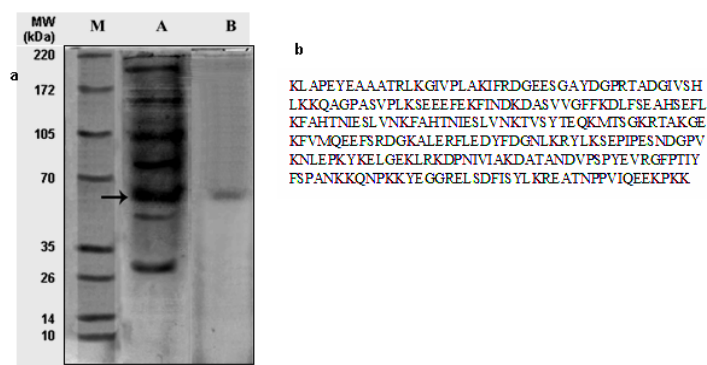 MW M A B
(kDa)
220
a
172
105
70
35
26
14
10
b
KLAPEYEAAATRLKGIVPLAKIFRDGEESGAYDGPRTADGIVSH
LKKQAGPASVPLKSEEEFEKFINDKDASVVGFFKDLFSEAHSEFL
KFAHTNIESLVNKFAHTNIESLVNKTVSYTEQKMTSGKRTAKGE
KFVMQEEFSRDGKALERFLEDYFDGNLKRYLKSEPIPESNDGPV
KNLEPKYKELGEKLRKDPNIVIAKDATANDVPSPYEVRGFPTIY
FSPANKKQNPKKYEGGRELSDFISYLKREATNPPVIQEEKPKK